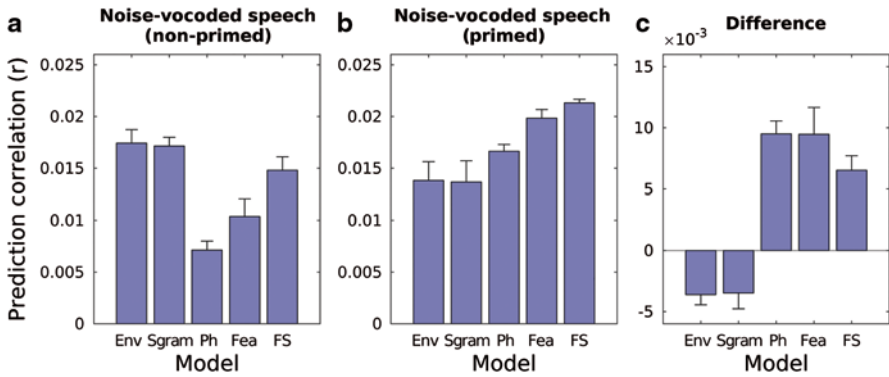 a
Noise-vocoded speech
(non-primed)
Prediction correlation (r)
0.025
0.02
0.015
0.01
0.005
0
Env Sgram Ph Fea FS
Model
b
Noise-vocoded speech
(primed)
0.025
0.02
0.015
0.01
0.005
0
Env Sgram Ph Fea FS
Model
c
Difference
×10⁻³
15
10
5
0
-5
Env Sgram Ph Fea FS
Model